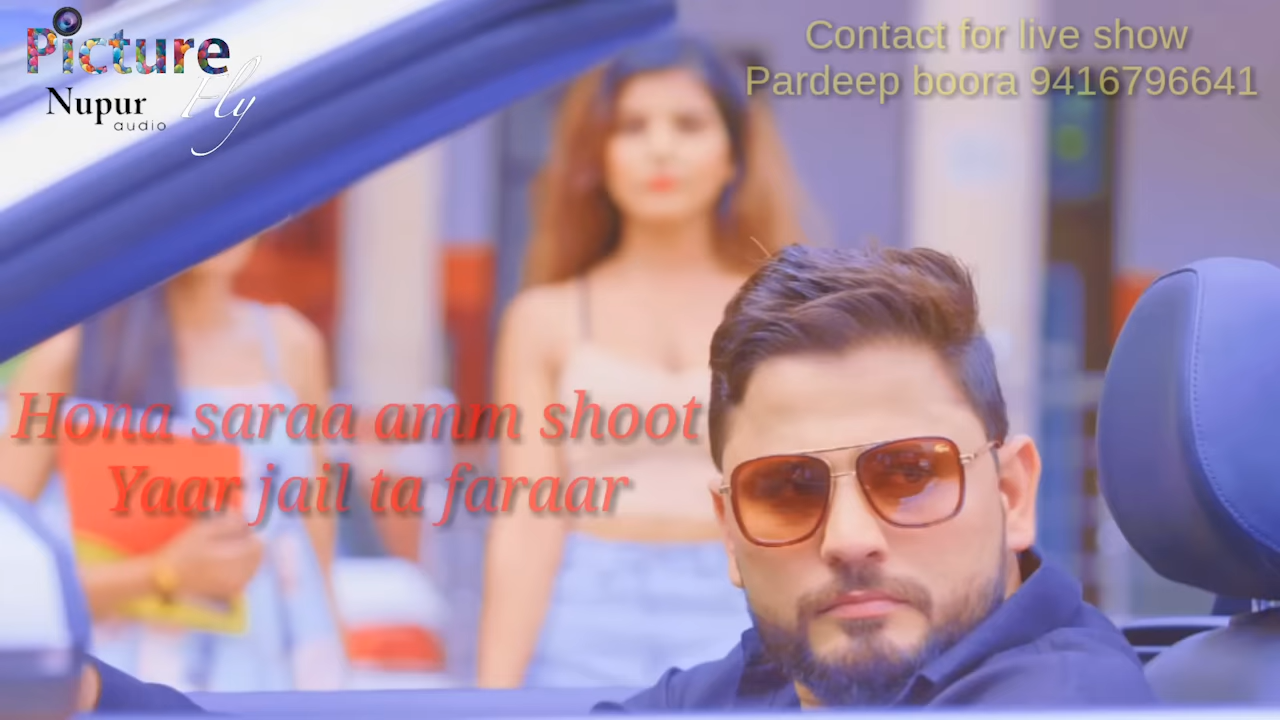 Picture
Fly
Nupur
audio
Contact for live show
Pardeep boora 9416796641
Hona saraa amm shoot
Yaar jail ta faraar